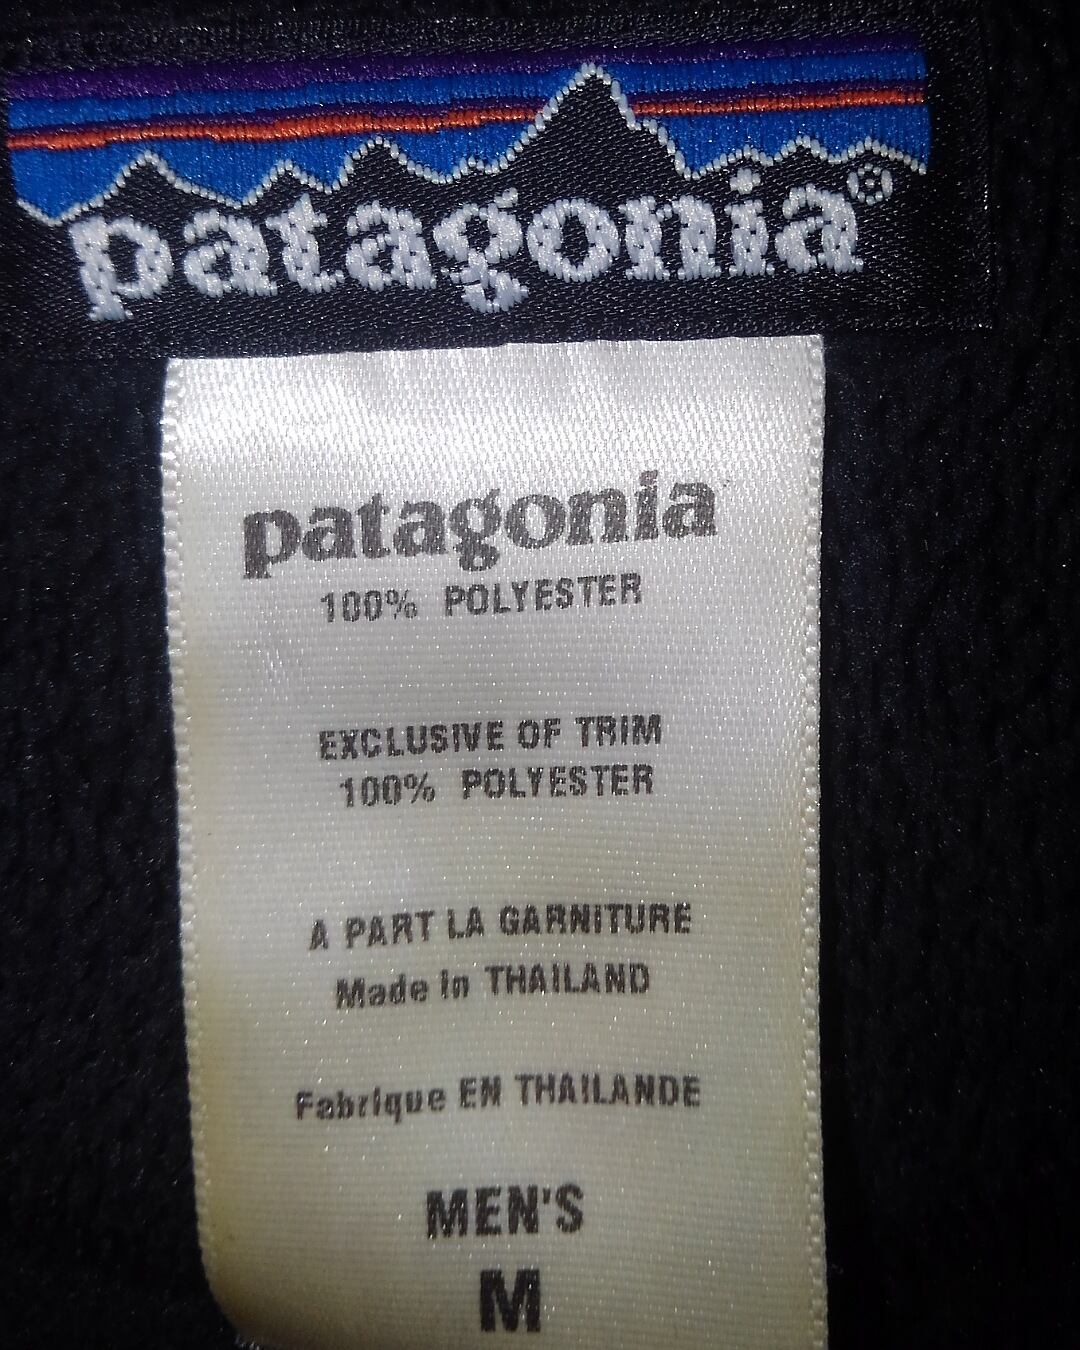 patagonia®
patagonia
100% POLYESTER
EXCLUSIVE OF TRIM
100% POLYESTER
A PART LA GARNITURE
Made in THAILAND
Fabrique EN THAILANDE
MEN'S
M